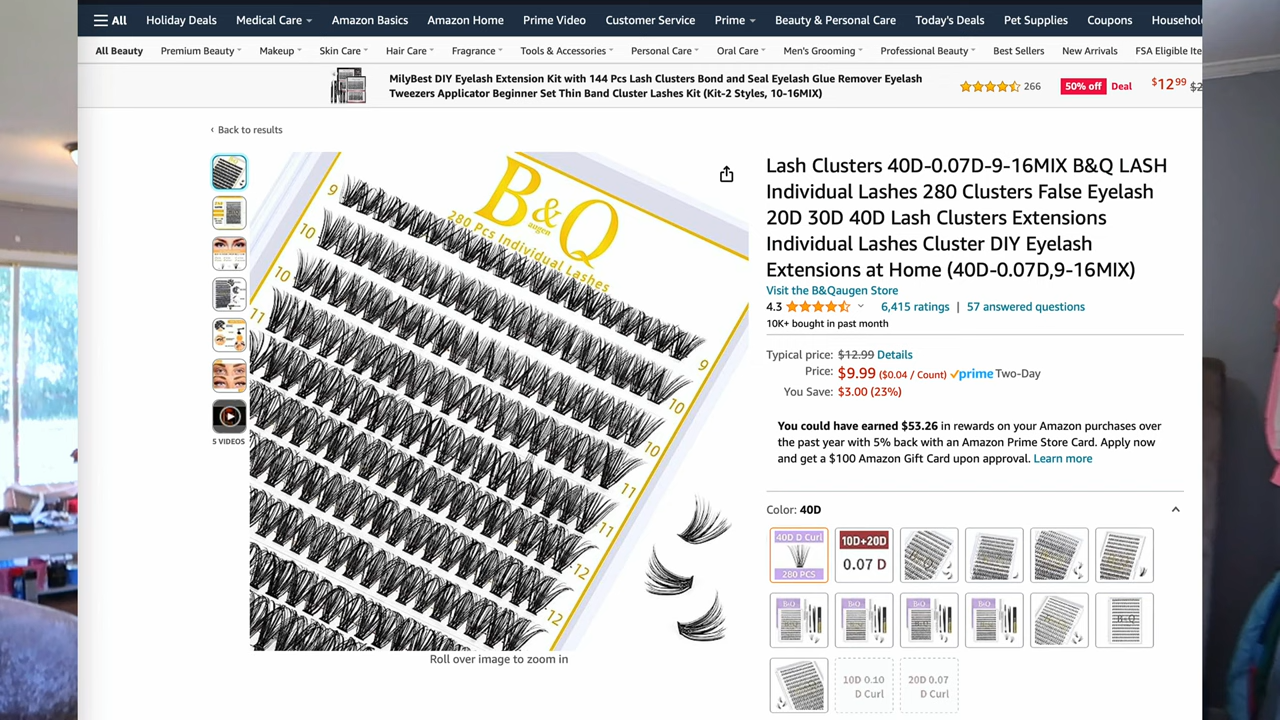 All Holiday Deals Medical Care Amazon Basics Amazon Home Prime Video Customer Service Prime Beauty & Personal Care Today's Deals Pet Supplies Coupons Househol
All Beauty Premium Beauty Makeup Skin Care Hair Care Fragrance Tools & Accessories Personal Care Oral Care Men's Grooming Professional Beauty Best Sellers New Arrivals FSA Eligible Ite
MilyBest DIY Eyelash Extension Kit with 144 Pcs Lash Clusters Bond and Seal Eyelash Glue Remover Eyelash
Tweezers Applicator Beginner Set Thin Band Cluster Lashes Kit (Kit-2 Styles, 10-16MIX)
266
50% off Deal
$12.99
‹ Back to results
B&Q
augen
280 Pcs Individual Lashes
9
10
10
11
9
10
10
11
11
12
12
5 VIDEOS
Roll over image to zoom in
Lash Clusters 40D-0.07D-9-16MIX B&Q LASH
Individual Lashes 280 Clusters False Eyelash
20D 30D 40D Lash Clusters Extensions
Individual Lashes Cluster DIY Eyelash
Extensions at Home (40D-0.07D,9-16MIX)
Visit the B&Qaugen Store
4.3 6,415 ratings | 57 answered questions
10K+ bought in past month
Typical price: $12.99 Details
Price: $9.99 ($0.04 / Count) prime Two-Day
You Save: $3.00 (23%)
You could have earned $53.26 in rewards on your Amazon purchases over
the past year with 5% back with an Amazon Prime Store Card. Apply now
and get a $100 Amazon Gift Card upon approval. Learn more
Color: 40D
40D D Curl
280 PCS
10D+20D
0.07 D
B&Q
B&Q
B&Q
B&Q
B&Q
10D 0.10
D Curl
20D 0.07
D Curl